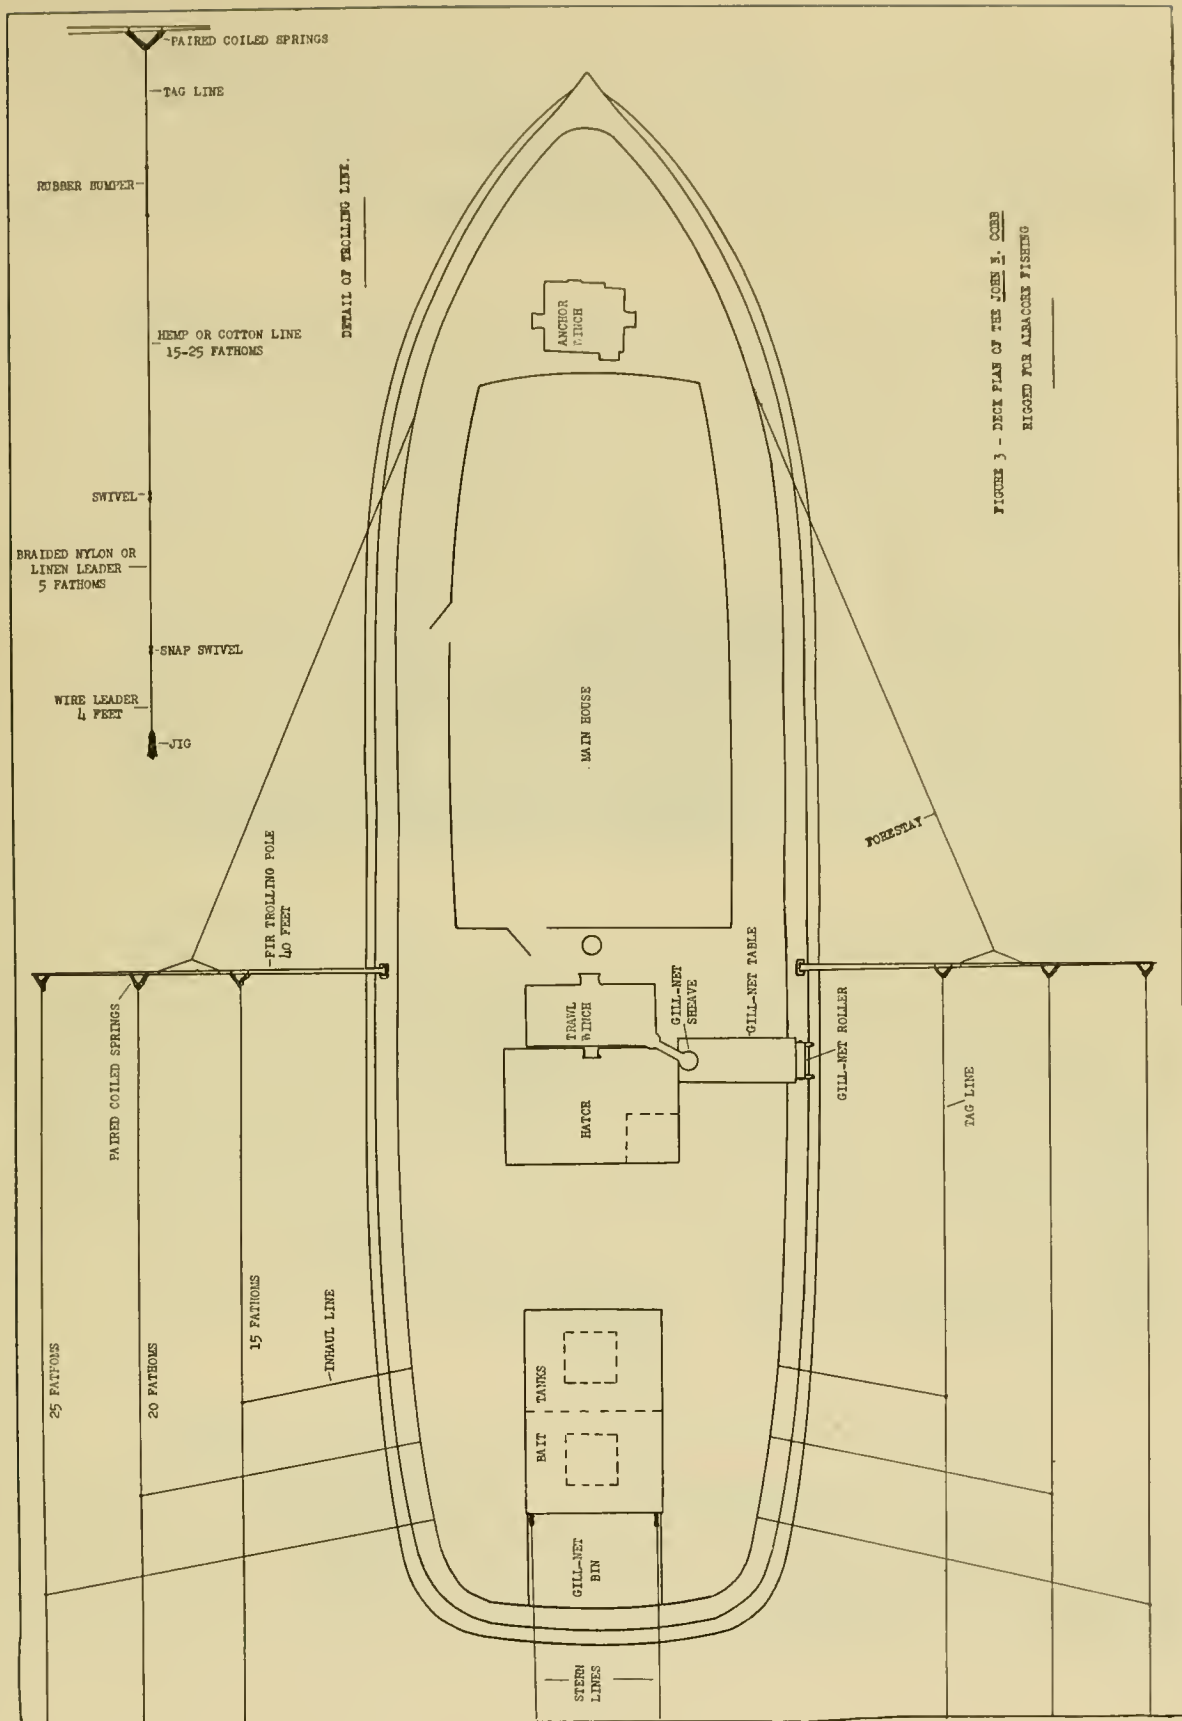 PAIRED COILED SPRINGS
TAG LINE
RUBBER BUMPER
HEMP OR COTTON LINE
15-25 FATHOMS
SWIVEL
BRAIDED NYLON OR
LINEN LEADER
5 FATHOMS
SNAP SWIVEL
WIRE LEADER
4 FEET
JIG
DETAIL OF TROLLING LINE.
FIGURE 3 - DECK PLAN OF THE JOHN N. COBB
RIGGED FOR ALBACORE FISHING
ANCHOR
WINCH
MAIN HOUSE
FORESTAY
FIR TROLLING POLE
40 FEET
PAIRED COILED SPRINGS
TRAWL
WINCH
GILL-NET
SHEAVE
GILL-NET TABLE
GILL-NET ROLLER
HATCH
TAG LINE
25 FATHOMS
20 FATHOMS
15 FATHOMS
INHAUL LINE
BAIT TANKS
GILL-NET
BIN
STERN
LINES